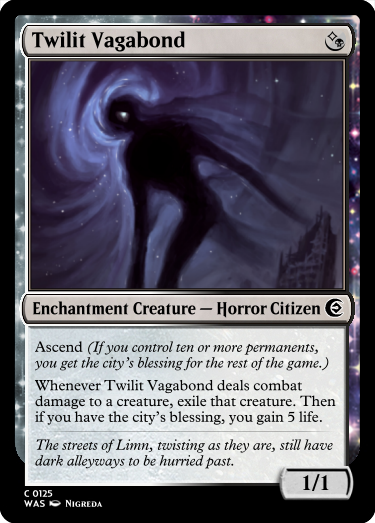 Twilit Vagabond
Enchantment Creature — Horror Citizen
Ascend (If you control ten or more permanents,
you get the city's blessing for the rest of the game.)
Whenever Twilit Vagabond deals combat
damage to a creature, exile that creature. Then
if you have the city's blessing, you gain 5 life.
The streets of Limn, twisting as they are, still have
dark alleyways to be hurried past.
1/1
C 0125
WAS Nigreda